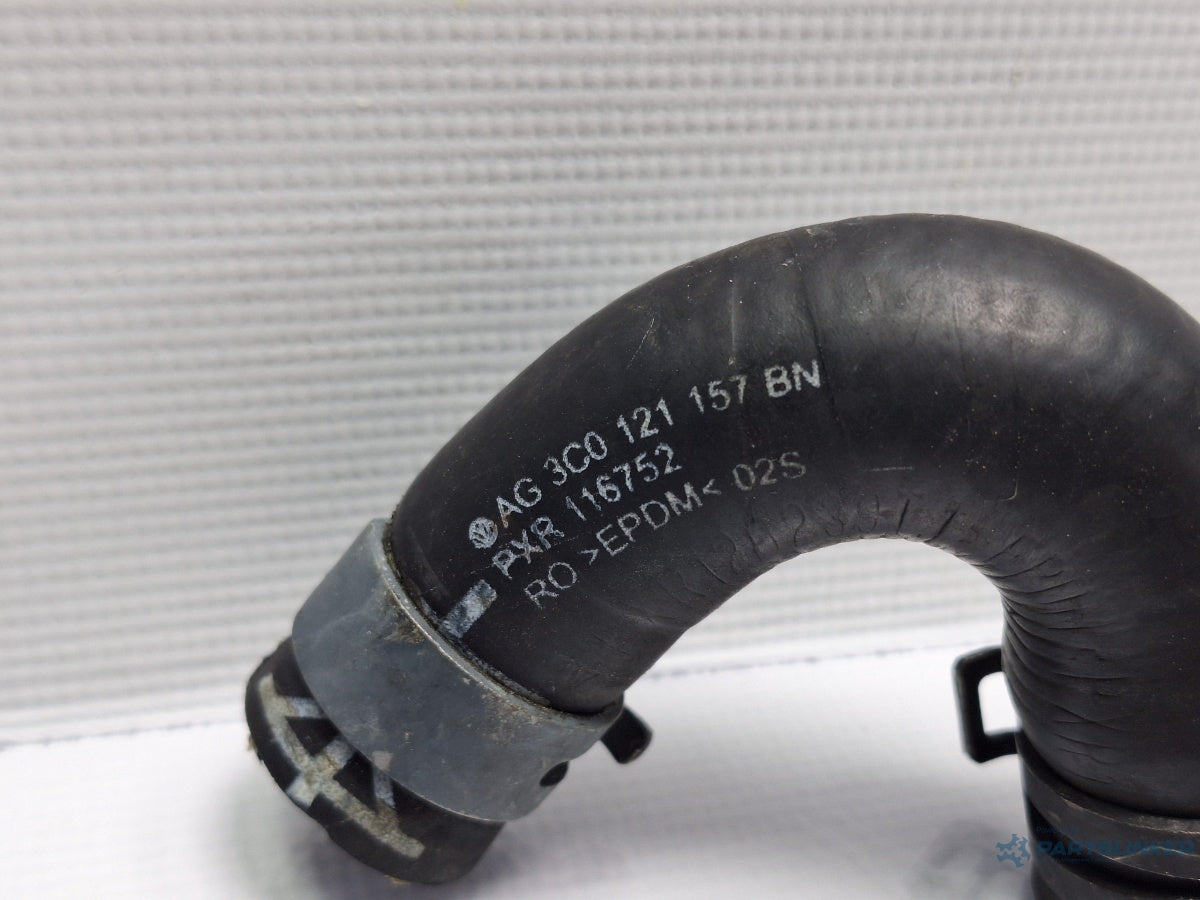 AG 3C0 121 157 BN
PXR 116752
RO >EPDM< 02S